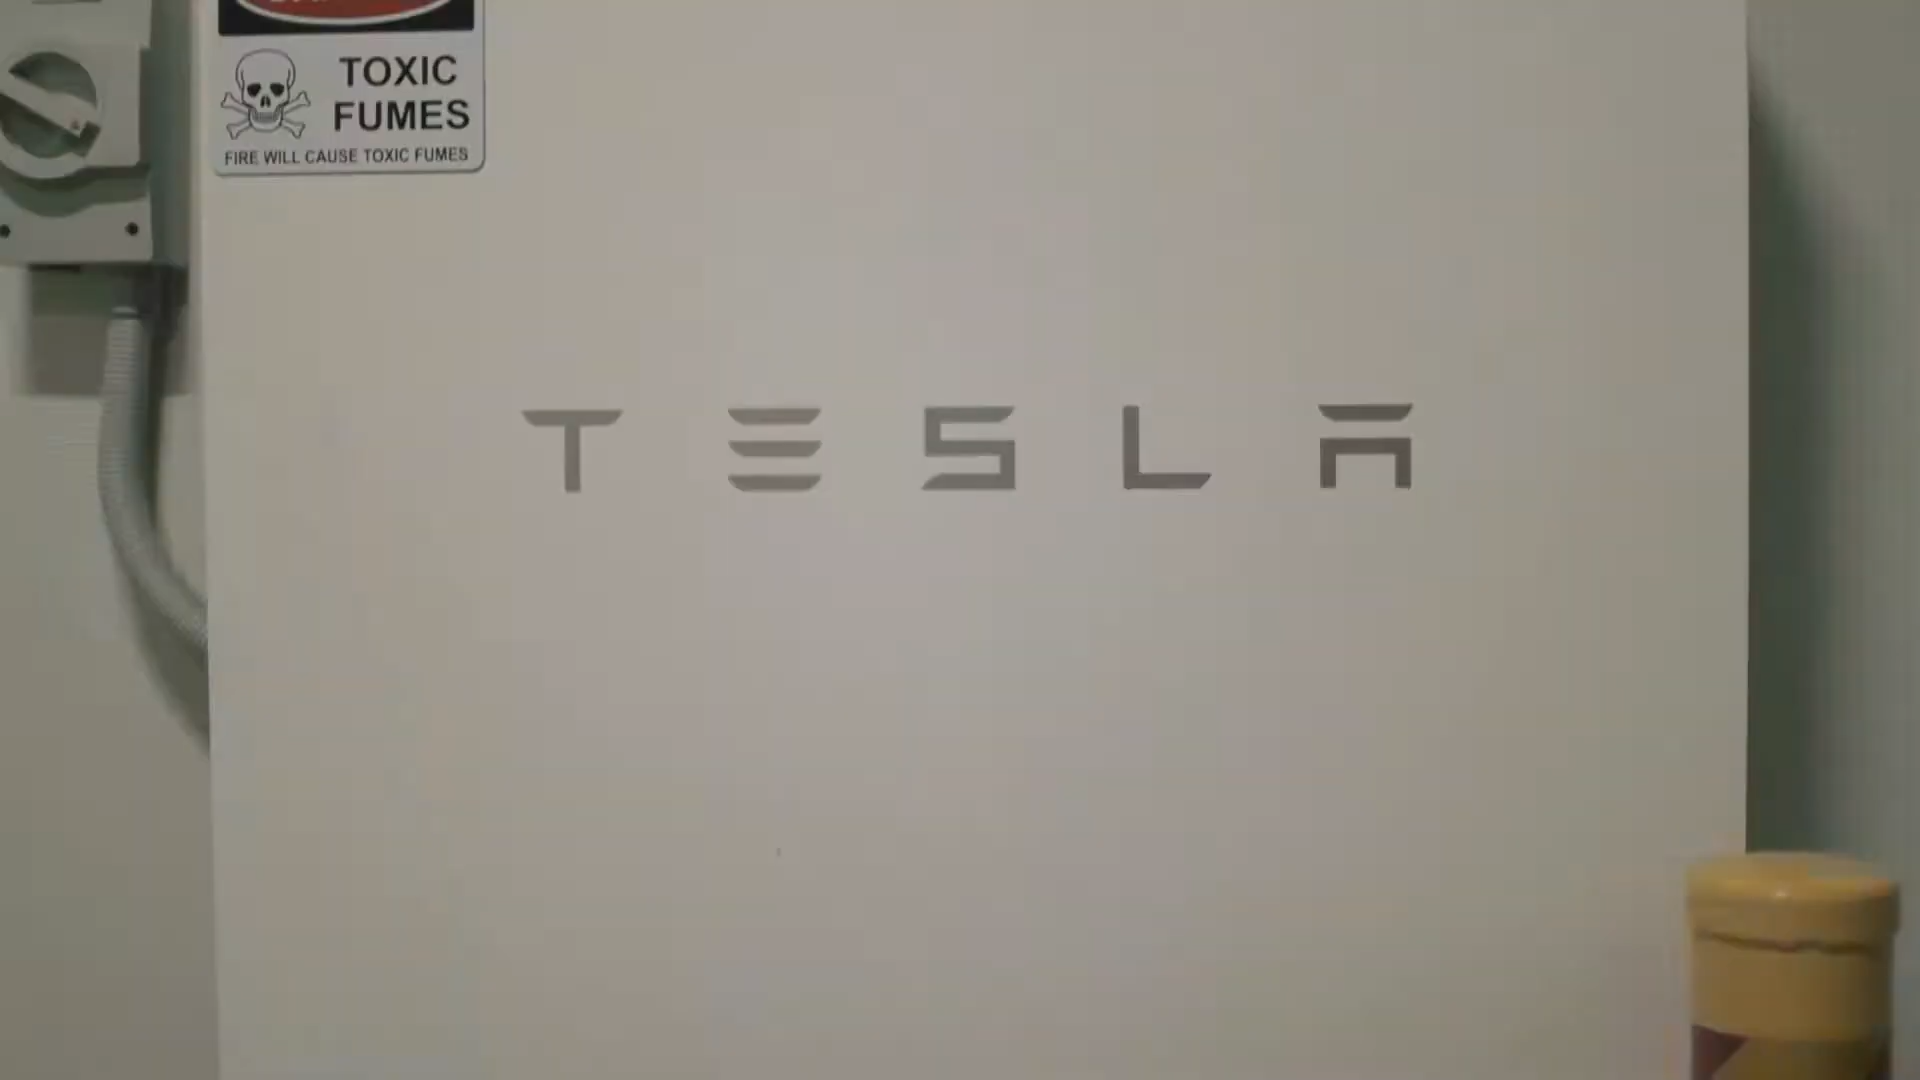 TOXIC
FUMES
FIRE WILL CAUSE TOXIC FUMES
TESLA